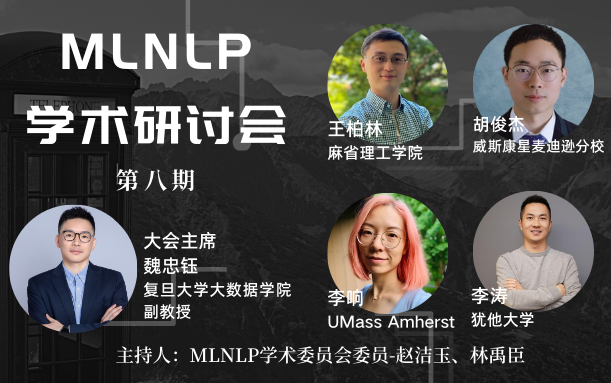 MLNLP
学术研讨会
第八期
TELEPHONE
王柏林
麻省理工学院
胡俊杰
威斯康星麦迪逊分校
大会主席
魏忠钰
复旦大学大数据学院
副教授
李响
UMass Amherst
李涛
犹他大学
主持人：MLNLP学术委员会委员-赵洁玉、林禹臣